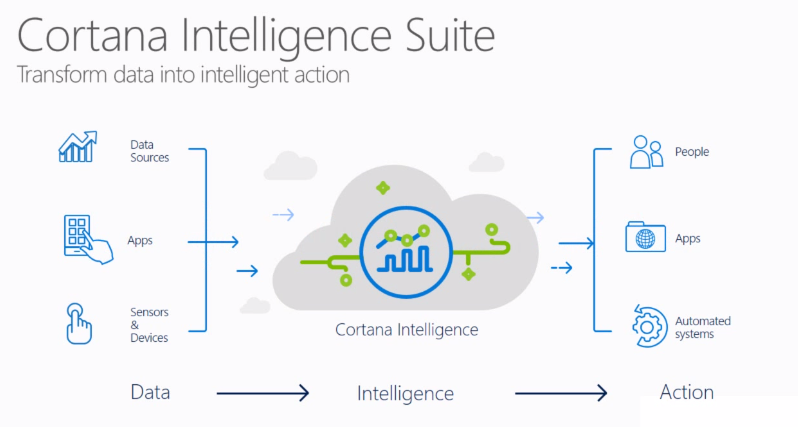 Cortana Intelligence Suite
Transform data into intelligent action
Data
Sources
Apps
Sensors
&
Devices
Cortana Intelligence
People
Apps
Automated
systems
Data
Intelligence
Action